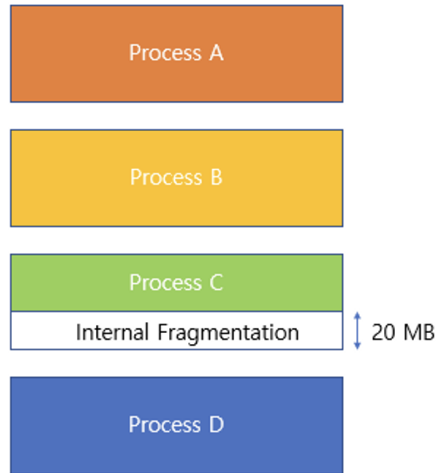 Process A
Process B
Process C
Internal Fragmentation
20 MB
Process D